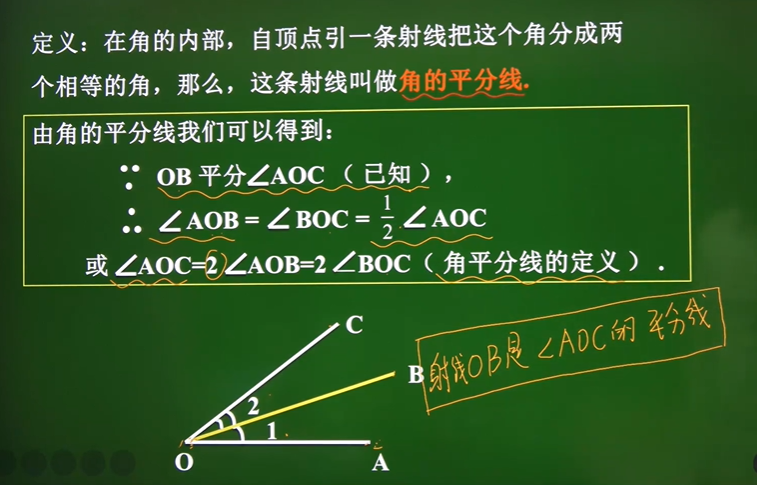 定义：在角的内部，自顶点引一条射线把这个角分成两
个相等的角，那么，这条射线叫做角的平分线.
由角的平分线我们可以得到：
∵ OB 平分∠AOC（已知），
∴ ∠AOB = ∠BOC = 1/2 ∠AOC
或 ∠AOC=2∠AOB=2∠BOC（角平分线的定义）.
C
B
射线OB是∠AOC的平分线
2
1
O
A